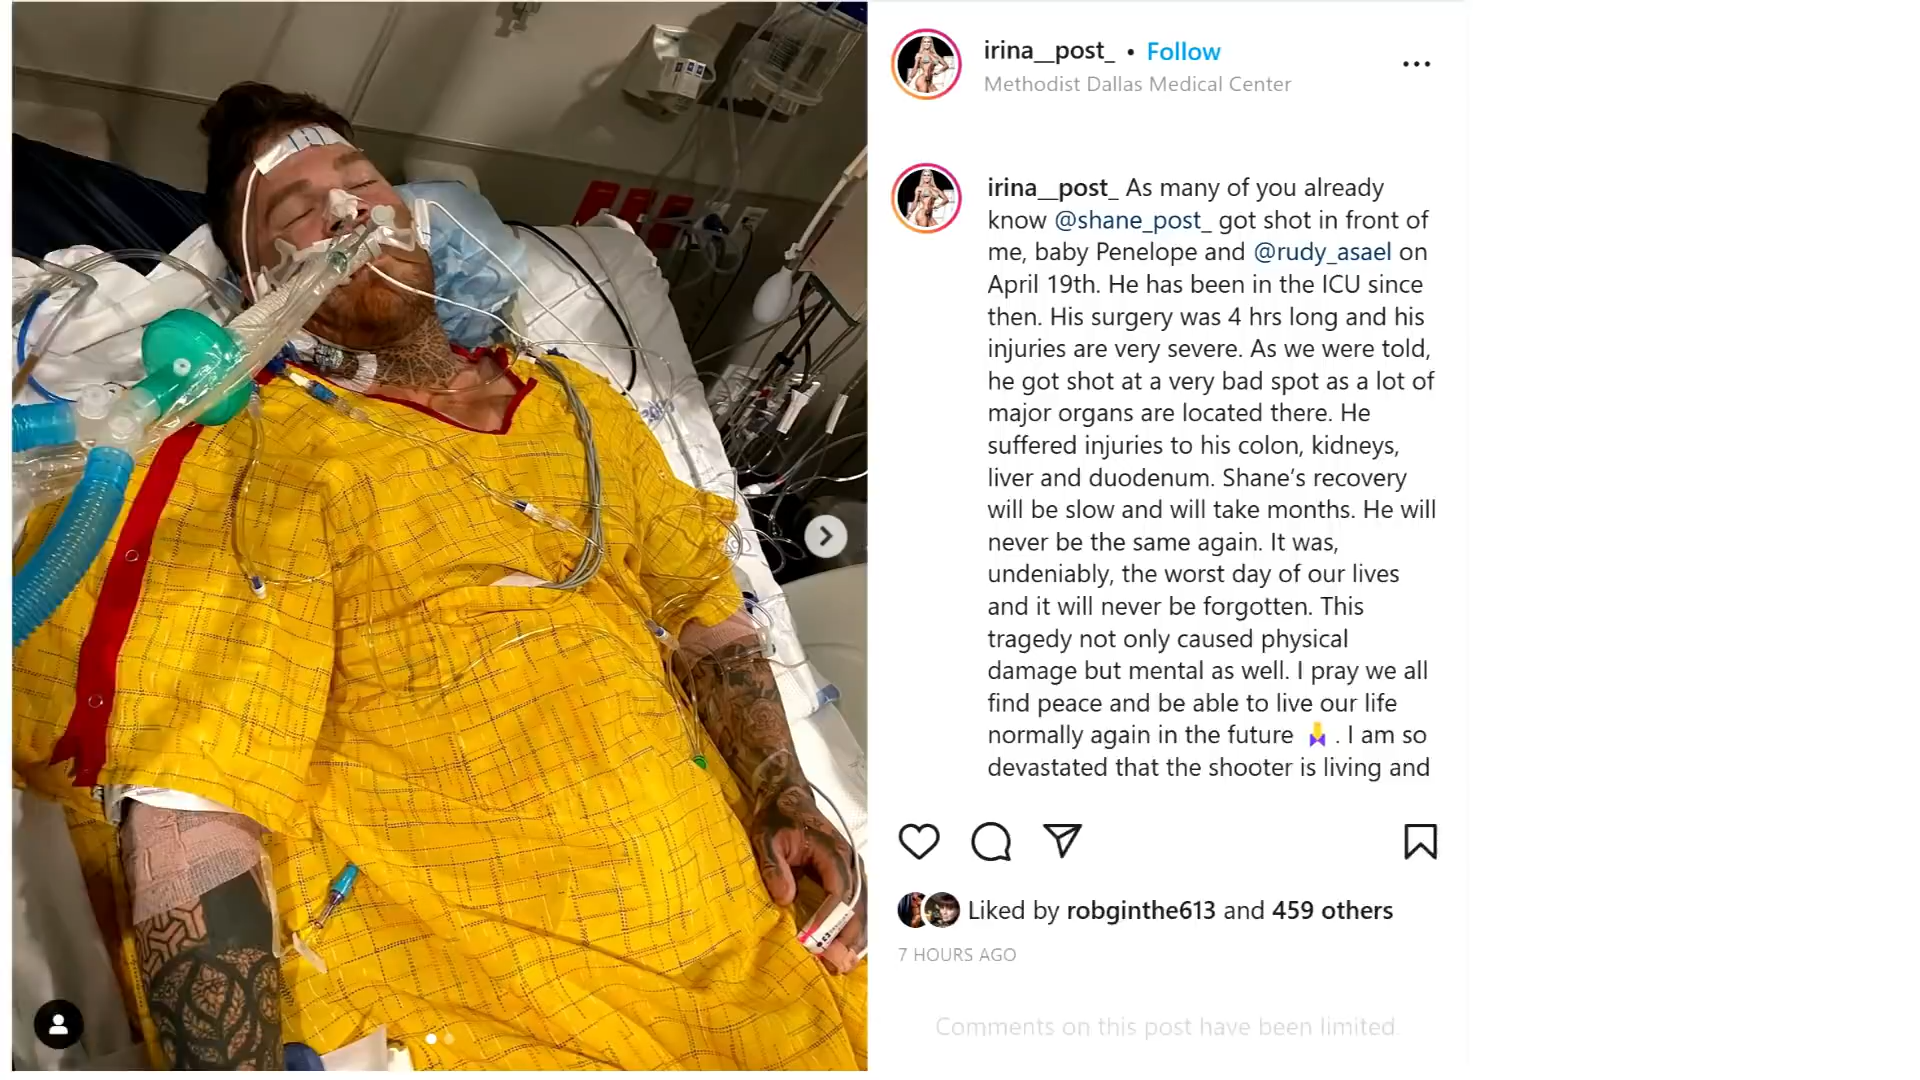 irina__post_ • Follow
Methodist Dallas Medical Center
irina__post_ As many of you already
know @shane_post_ got shot in front of
me, baby Penelope and @rudy_asael on
April 19th. He has been in the ICU since
then. His surgery was 4 hrs long and his
injuries are very severe. As we were told,
he got shot at a very bad spot as a lot of
major organs are located there. He
suffered injuries to his colon, kidneys,
liver and duodenum. Shane’s recovery
will be slow and will take months. He will
never be the same again. It was,
undeniably, the worst day of our lives
and it will never be forgotten. This
tragedy not only caused physical
damage but mental as well. I pray we all
find peace and be able to live our life
normally again in the future 🙏 . I am so
devastated that the shooter is living and
Liked by robginthe613 and 459 others
7 HOURS AGO
Comments on this post have been limited